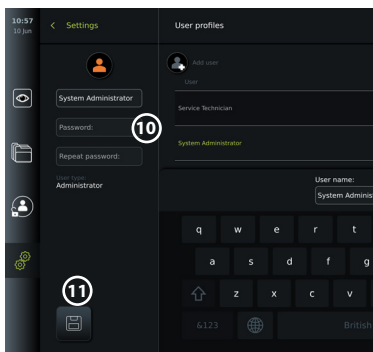 10:57
10 Jun
Settings
User profiles
Add user
User
System Administrator
Service Technician
Password:
10
System Administrator
Repeat password:
User type:
Administrator
User name:
System Adminis
q w e r t
a s d f g
11
z x c v
&123
British